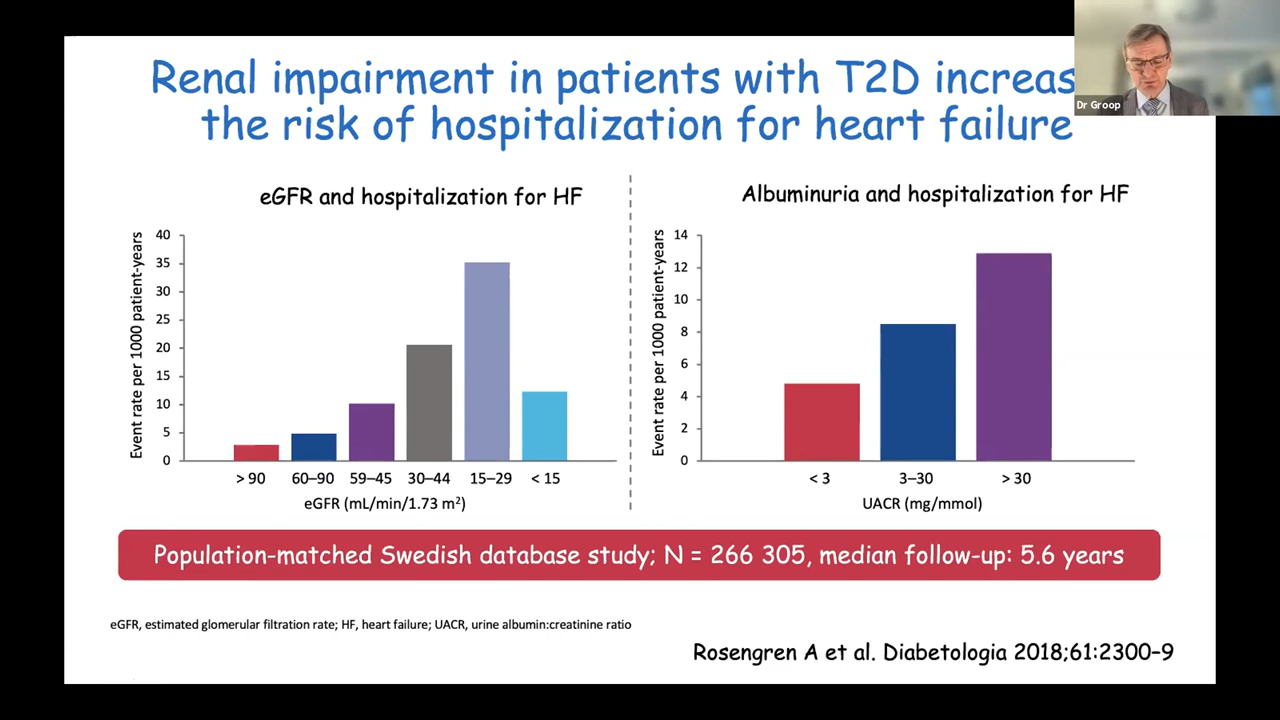 Renal impairment in patients with T2D increas
the risk of hospitalization for heart failure
Dr Groop
eGFR and hospitalization for HF
Event rate per 1000 patient-years
40
35
30
25
20
15
10
5
0
> 90 60–90 59–45 30–44 15–29 < 15
eGFR (mL/min/1.73 m²)
Albuminuria and hospitalization for HF
Event rate per 1000 patient-years
14
12
10
8
6
4
2
0
< 3 3–30 > 30
UACR (mg/mmol)
Population-matched Swedish database study; N = 266 305, median follow-up: 5.6 years
eGFR, estimated glomerular filtration rate; HF, heart failure; UACR, urine albumin:creatinine ratio
Rosengren A et al. Diabetologia 2018;61:2300–9